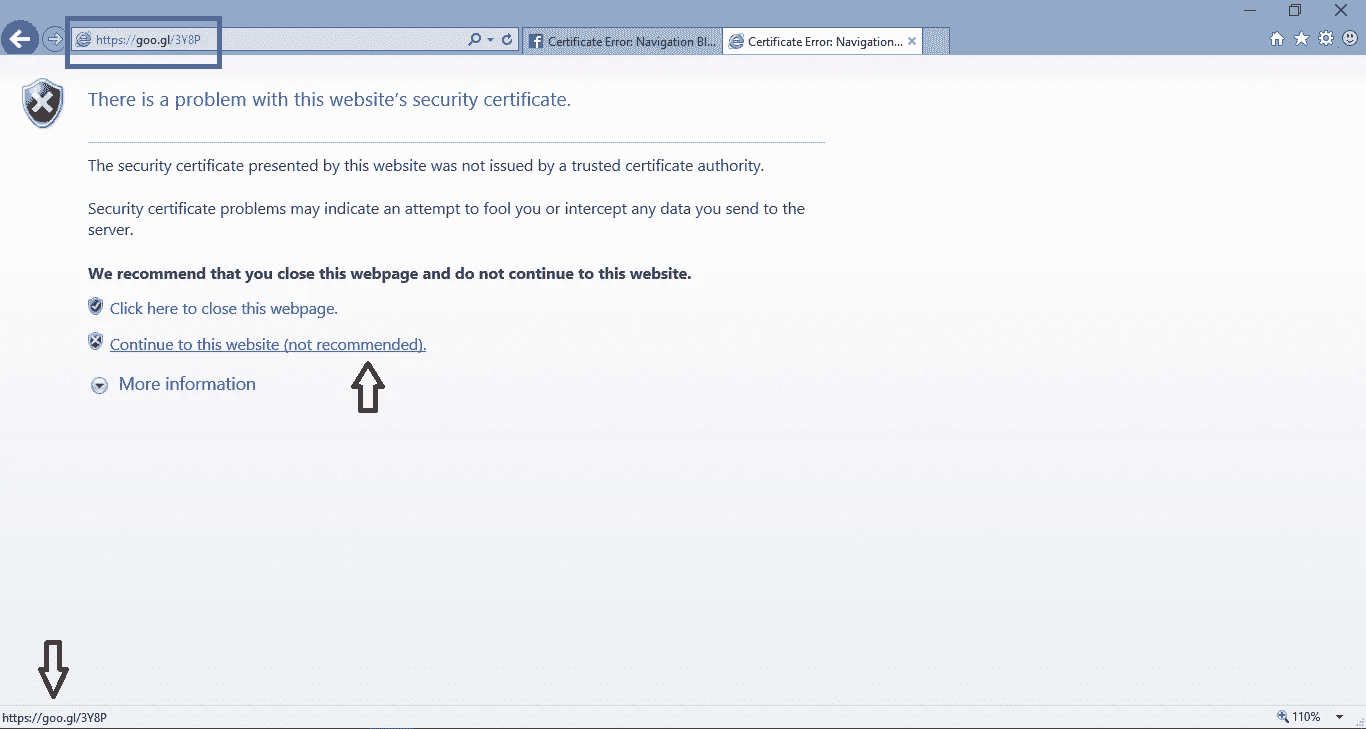 https://goo.gl/3Y8P
Certificate Error: Navigation Bl...
Certificate Error: Navigation...
There is a problem with this website's security certificate.
The security certificate presented by this website was not issued by a trusted certificate authority.
Security certificate problems may indicate an attempt to fool you or intercept any data you send to the
server.
We recommend that you close this webpage and do not continue to this website.
Click here to close this webpage.
Continue to this website (not recommended).
More information
https://goo.gl/3Y8P
110%